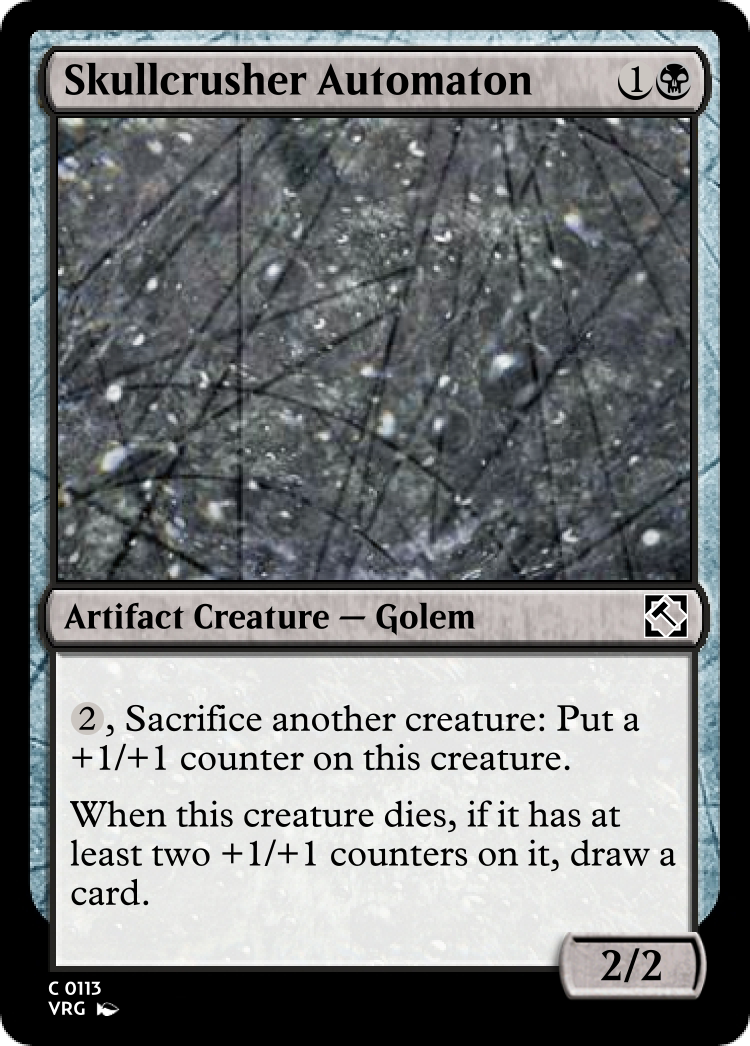 Skullcrusher Automaton 1
Artifact Creature — Golem
2, Sacrifice another creature: Put a
+1/+1 counter on this creature.
When this creature dies, if it has at
least two +1/+1 counters on it, draw a
card.
2/2
C 0113
VRG